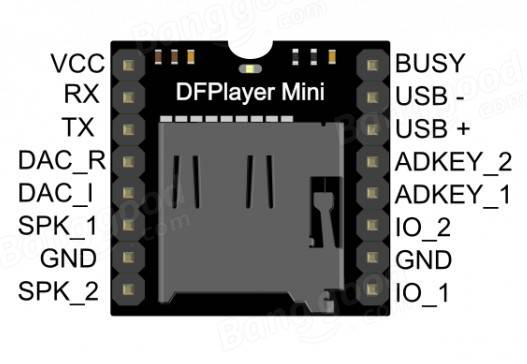 DFPlayer Mini
VCC
RX
TX
DAC_R
DAC_I
SPK_1
GND
SPK_2
BUSY
USB -
USB +
ADKEY_2
ADKEY_1
IO_2
GND
IO_1
Banggood.com